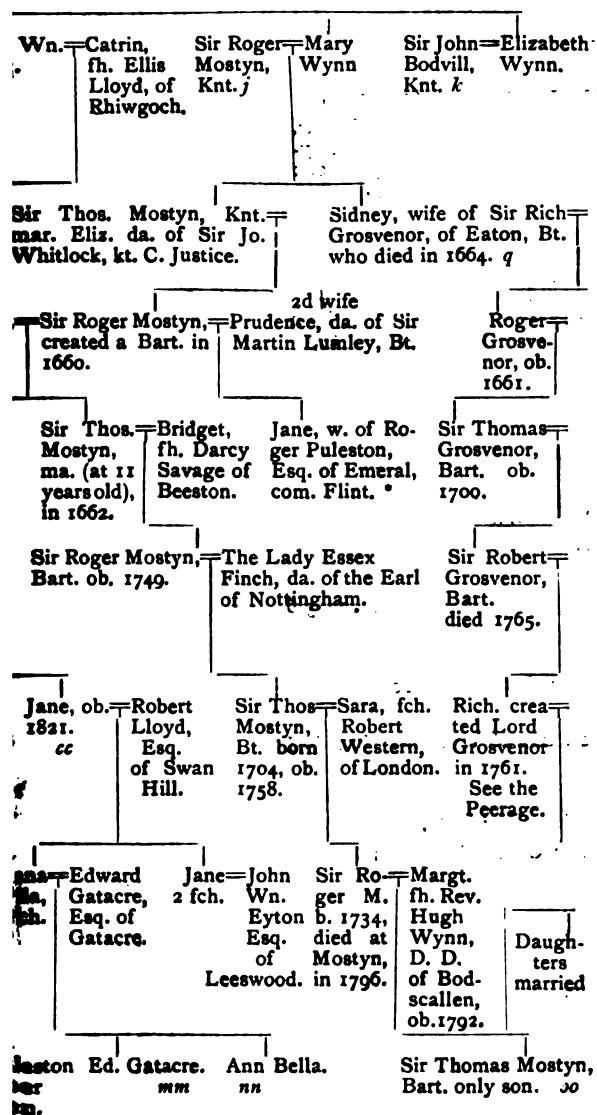 Wn. Catrin,
fh. Ellis
Lloyd, of
Rhiwgoch.
Sir Roger
Mostyn,
Knt. j
Mary
Wynn
Sir John
Bodvill,
Knt. k
Elizabeth
Wynn.
Sir Thos. Mostyn, Knt.
mar. Eliz. da. of Sir Jo.
Whitlock, kt. C. Justice.
Sidney, wife of Sir Rich
Grosvenor, of Eaton, Bt.
who died in 1664. q
Sir Roger Mostyn,
created a Bart. in
1660.
2d wife
Prudence, da. of Sir
Martin Lumley, Bt.
Roger
Grosve-
nor, ob.
1661.
Sir Thos.
Mostyn,
ma. (at 11
years old),
in 1662.
Bridget,
fh. Darcy
Savage of
Beeston.
Jane, w. of Ro-
ger Puleston,
Esq. of Emeral,
com. Flint. *
Sir Thomas
Grosvenor,
Bart. ob.
1700.
Sir Roger Mostyn,
Bart. ob. 1749.
The Lady Essex
Finch, da. of the Earl
of Nottingham.
Sir Robert
Grosvenor,
Bart.
died 1765.
Jane, ob.
1821.
cc
Robert
Lloyd,
Esq.
of Swan
Hill.
Sir Thos
Mostyn,
Bt. born
1704, ob.
1758.
Sara, fch.
Robert
Western,
of London.
Rich. crea-
ted Lord
Grosvenor
in 1761.
See the
Peerage.
Edward
Gatacre,
Esq. of
Gatacre.
Jane
2 fch.
John
Wn.
Eyton
Esq.
of
Leeswood.
Sir Ro-
ger M.
b. 1734,
died at
Mostyn,
in 1796.
Margt.
fh. Rev.
Hugh
Wynn,
D. D.
of Bod-
scallen,
ob. 1792.
Daugh-
ters
married
Ed. Gatacre.
mm
Ann Bella.
nn
Sir Thomas Mostyn,
Bart. only son. oo